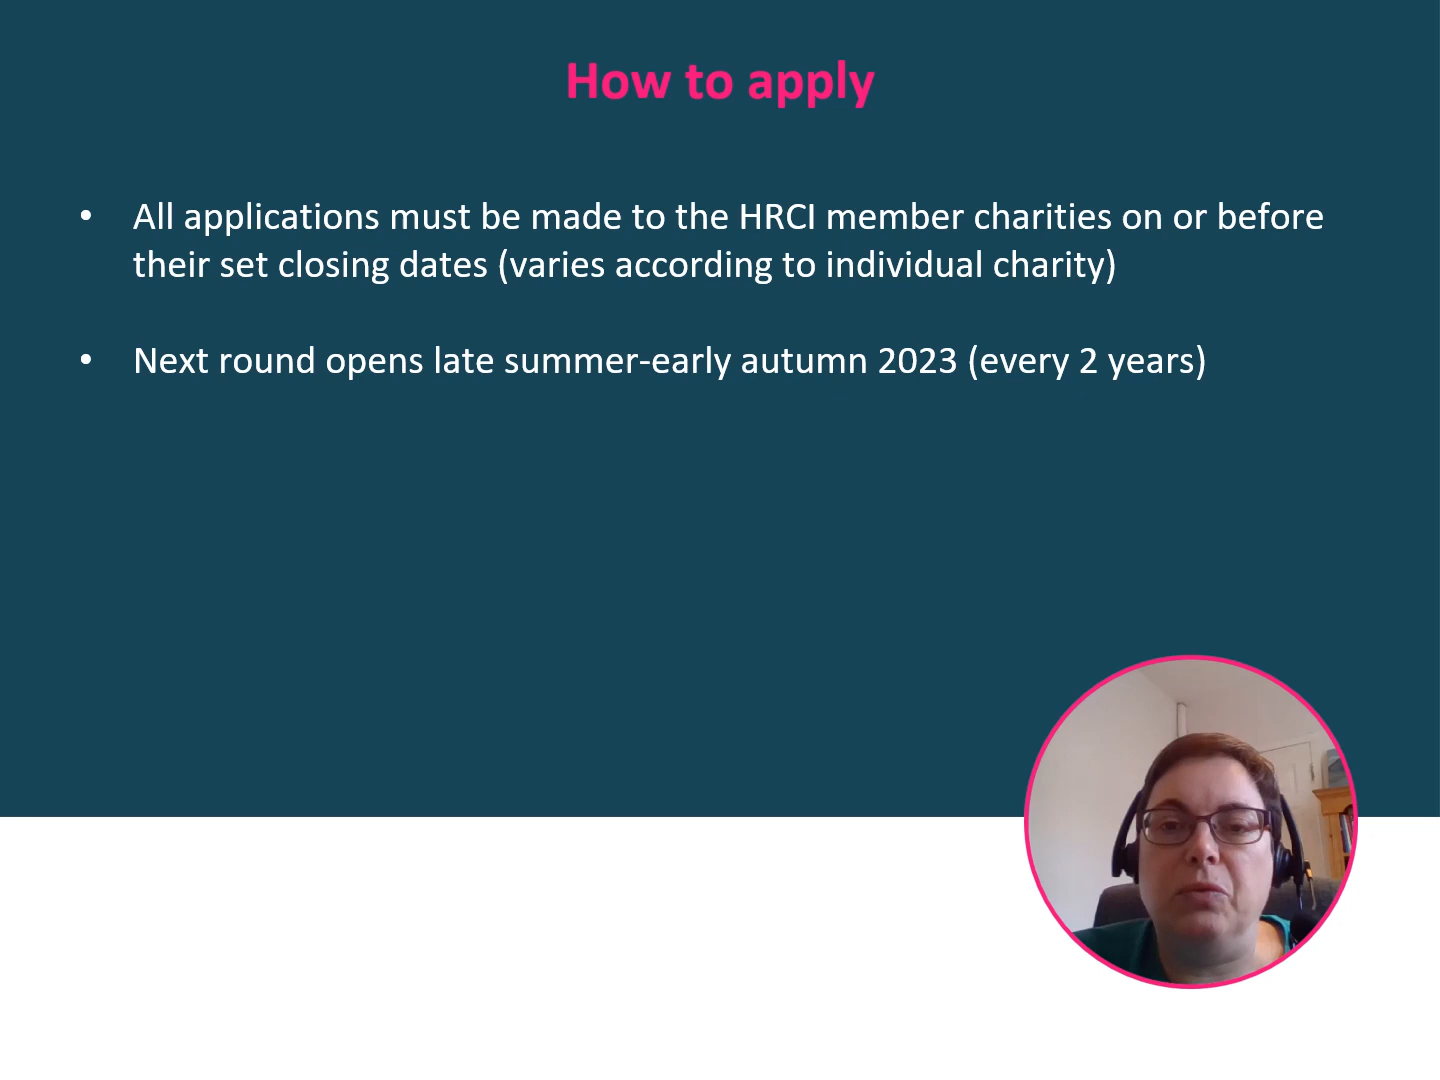 How to apply
• All applications must be made to the HRCI member charities on or before
their set closing dates (varies according to individual charity)
• Next round opens late summer-early autumn 2023 (every 2 years)